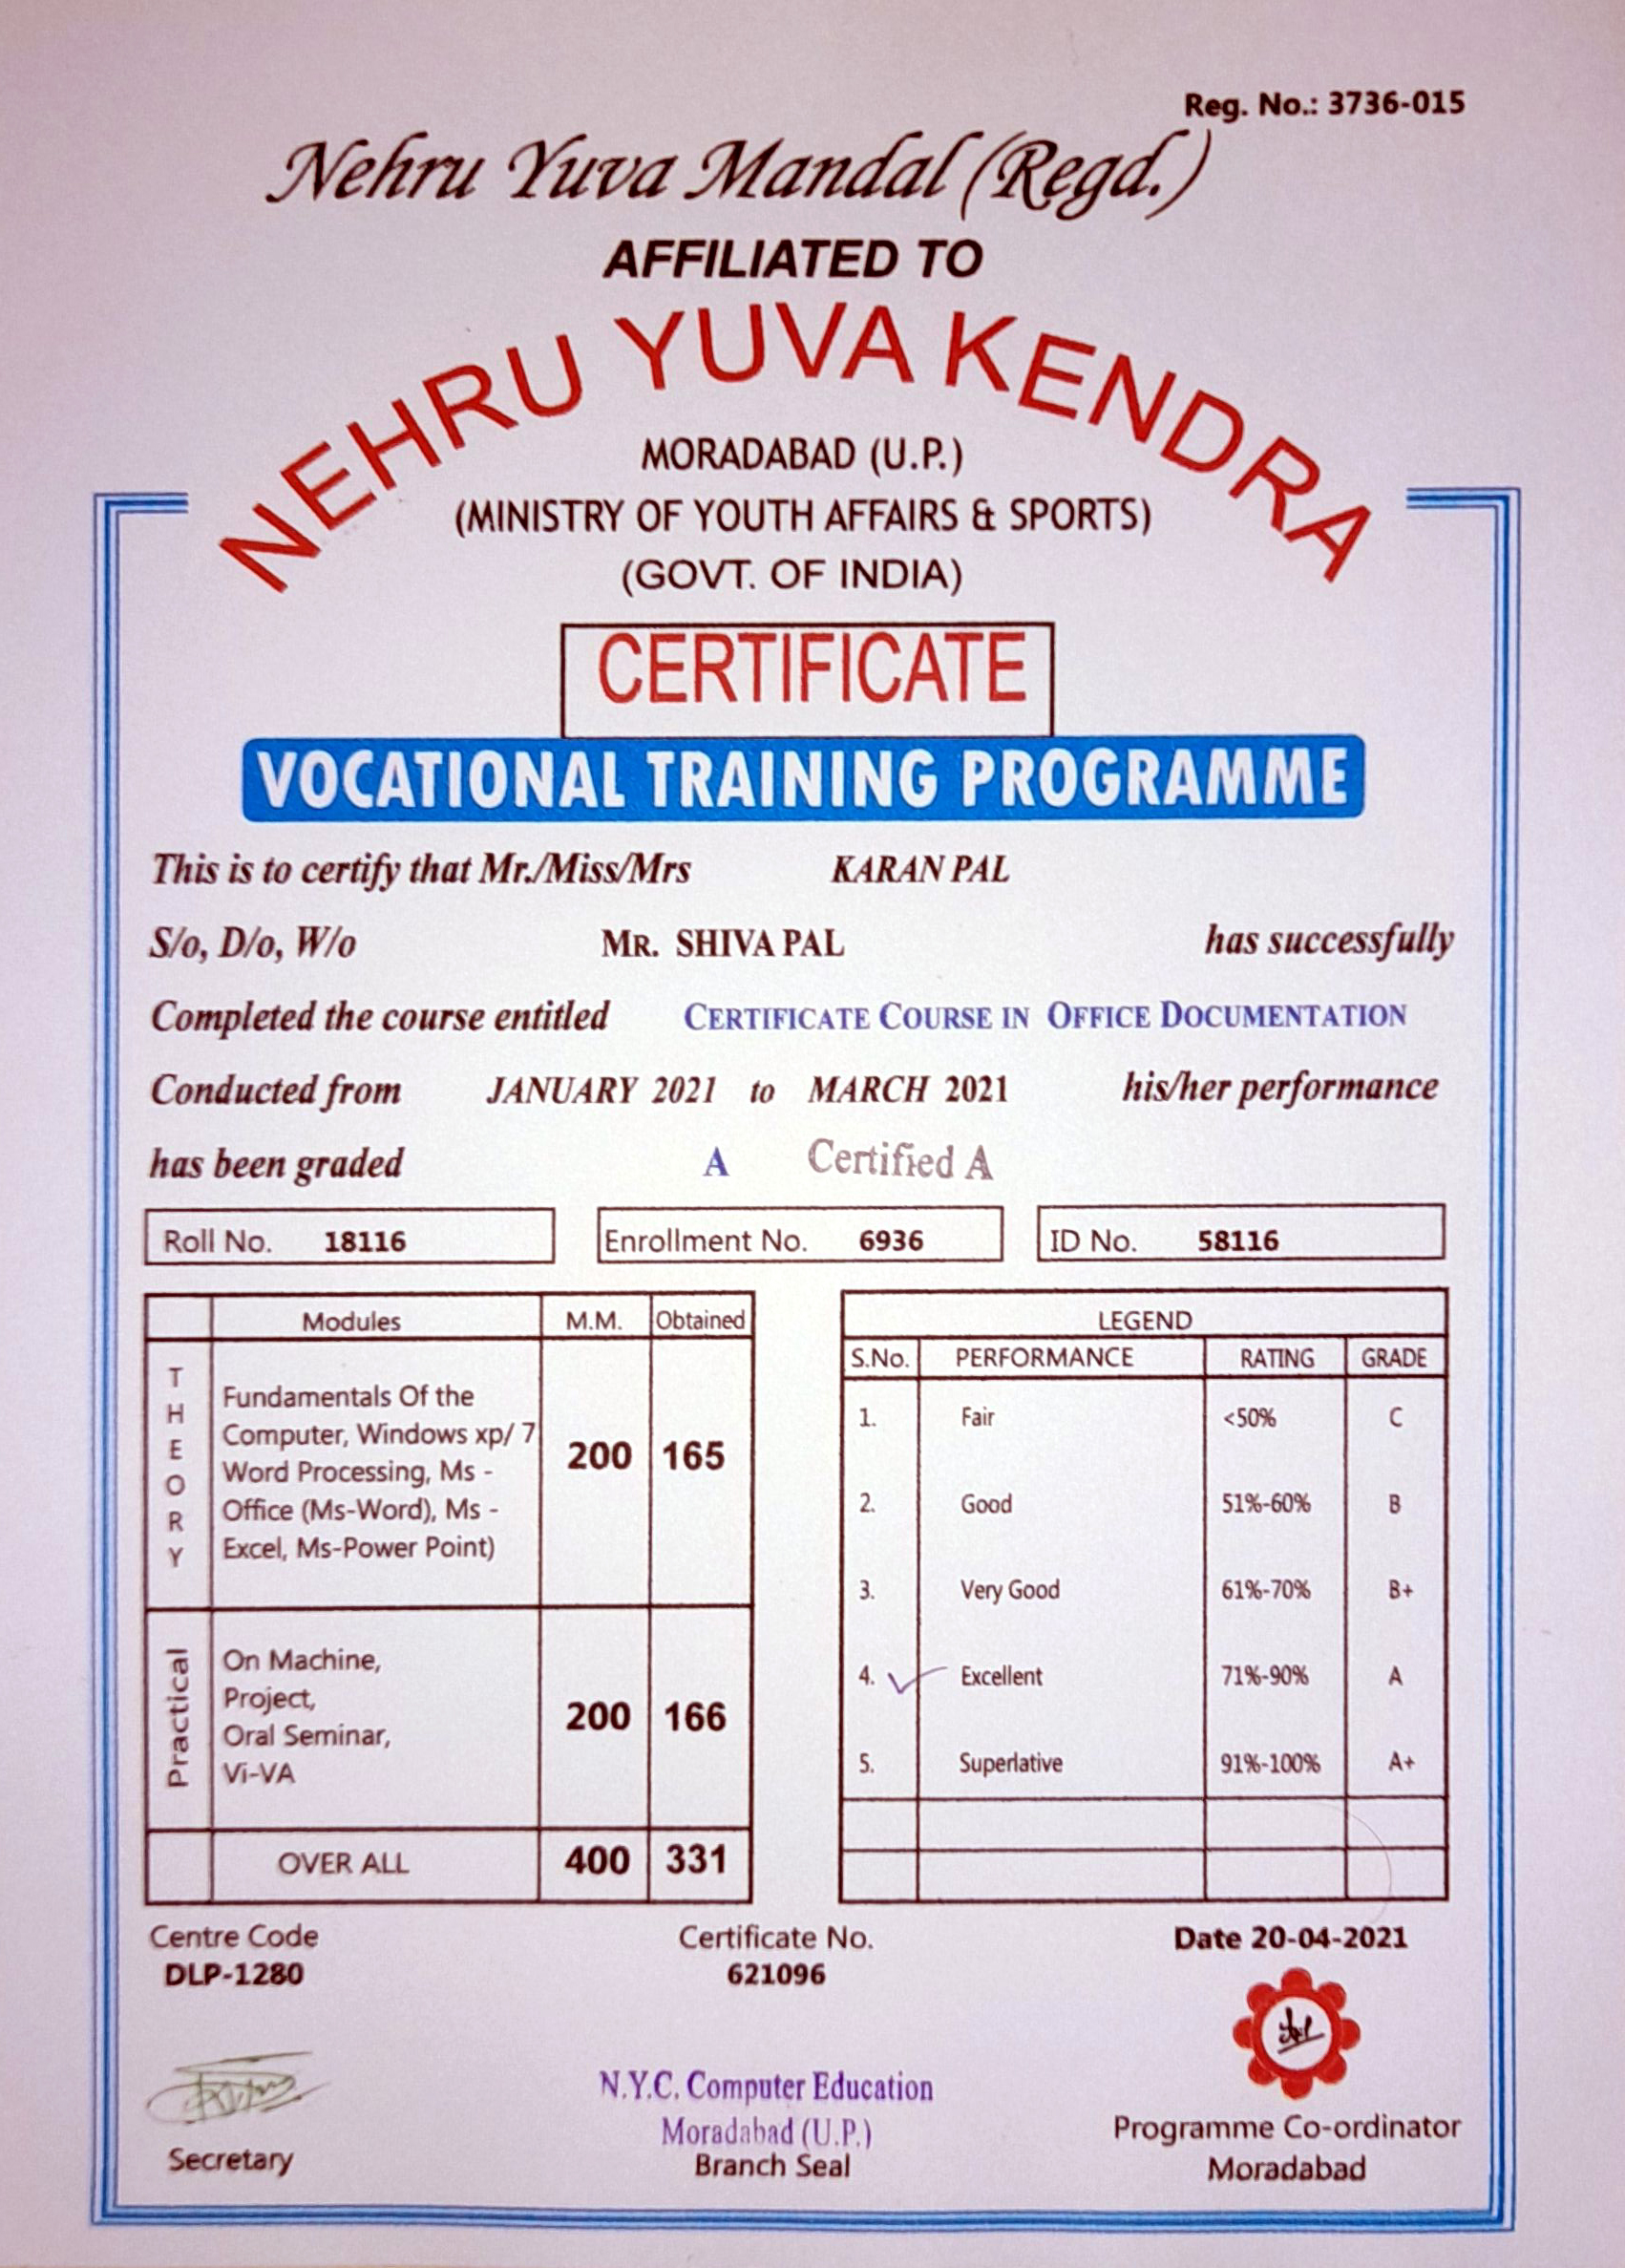 Reg. No.: 3736-015
Nehru Yuva Mandal (Regd.)
AFFILIATED TO
NEHRU YUVA KENDRA
MORADABAD (U.P.)
(MINISTRY OF YOUTH AFFAIRS & SPORTS)
(GOVT. OF INDIA)
CERTIFICATE
VOCATIONAL TRAINING PROGRAMME
This is to certify that Mr./Miss/Mrs KARAN PAL
S/o, D/o, W/o MR. SHIVA PAL has successfully
Completed the course entitled CERTIFICATE COURSE IN OFFICE DOCUMENTATION
Conducted from JANUARY 2021 to MARCH 2021 his/her performance
has been graded A Certified A
Roll No. 18116 Enrollment No. 6936 ID No. 58116
Modules M.M. Obtained
THEORY
Fundamentals Of the
Computer, Windows xp/ 7
Word Processing, Ms -
Office (Ms-Word), Ms -
Excel, Ms-Power Point)
200 165
Practical
On Machine,
Project,
Oral Seminar,
Vi-VA
200 166
OVER ALL 400 331
LEGEND
S.No. PERFORMANCE RATING GRADE
1. Fair <50% C
2. Good 51%-60% B
3. Very Good 61%-70% B+
4. Excellent 71%-90% A
5. Superlative 91%-100% A+
Centre Code Certificate No. Date 20-04-2021
DLP-1280 621096
N.Y.C. Computer Education
Moradabad (U.P.)
Branch Seal
Secretary
Programme Co-ordinator
Moradabad